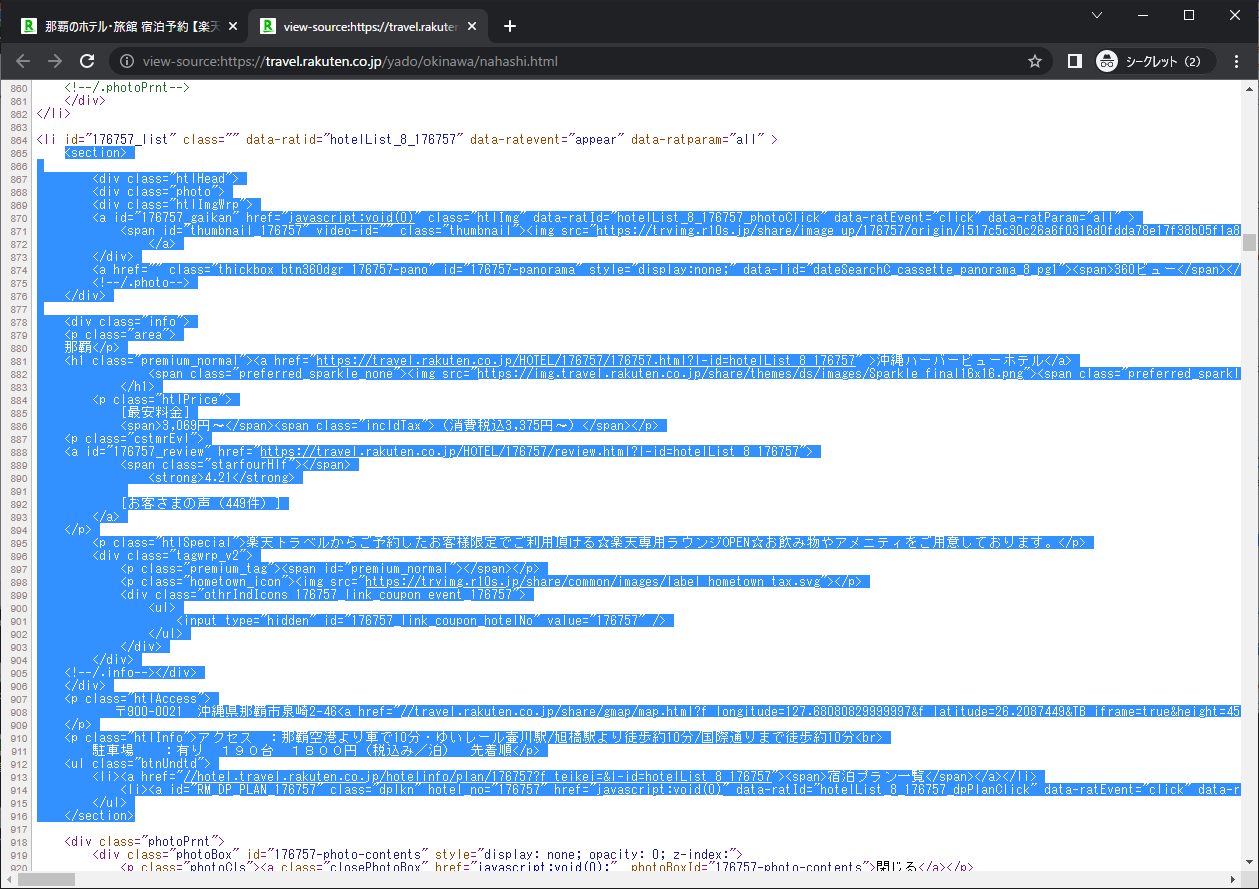 那覇のホテル・旅館 宿泊予約【楽天
view-source:https://travel.rakuten
view-source:https://travel.rakuten.co.jp/yado/okinawa/nahashi.html
シークレット (2)
860 <!--/.photoPrnt-->
861 </div>
862 </li>
863
864 <li id="176757_list" class="" data-ratid="hotelList_8_176757" data-ratevent="appear" data-ratparam="all" >
865 <section>
866
867 <div class="htlHead">
868 <div class="photo">
869 <div class="htlImgWrp">
870 <a id="176757_gaikan" href="javascript:void(0)" class="htlImg" data-ratId="hotelList_8_176757_photoClick" data-ratEvent="click" data-ratParam="all" >
871 <span id="thumbnail_176757" video-id="" class="thumbnail"><img src="https://trvimg.r10s.jp/share/image_up/176757/origin/1517c5c30c26a6f0316d0fdda78e17f38b05f1a8
872 </a>
873 </div>
874 <a href="" class="thickbox btn360dgr 176757-pano" id="176757-panorama" style="display:none;" data-lid="dateSearchC_cassette_panorama_8_pg1"><span>360ビュー</span></
875 <!--/.photo-->
876 </div>
877
878 <div class="info">
879 <p class="area">
880 那覇</p>
881 <h1 class="premium_normal"><a href="https://travel.rakuten.co.jp/HOTEL/176757/176757.html?l-id=hotelList_8_176757" >沖縄ハーバービューホテル</a>
882 <span class="preferred_sparkle_none"><img src="https://img.travel.rakuten.co.jp/share/themes/ds/images/Sparkle_final16x16.png"><span class="preferred_sparkl
883 </h1>
884 <p class="htlPrice">
885 [最安料金]
886 <span>3,069円～</span><span class="incldTax">（消費税込3,375円～）</span></p>
887 <p class="cstmrEvl">
888 <a id="176757_review" href="https://travel.rakuten.co.jp/HOTEL/176757/review.html?l-id=hotelList_8_176757">
889 <span class="starfourHlf"></span>
890 <strong>4.21</strong>
891
892 [お客さまの声（449件）]
893 </a>
894 </p>
895 <p class="htlSpecial">楽天トラベルからご予約したお客様限定でご利用頂ける☆楽天専用ラウンジOPEN☆お飲み物やアメニティをご用意しております。</p>
896 <div class="tagwrp_v2">
897 <p class="premium_tag"><span id="premium_normal"></span></p>
898 <p class="hometown_icon"><img src="https://trvimg.r10s.jp/share/common/images/label_hometown_tax.svg"></p>
899 <div class="othrIndIcons 176757_link_coupon_event_176757">
900 <ul>
901 <input type="hidden" id="176757_link_coupon_hotelNo" value="176757" />
902 </ul>
903 </div>
904 </div>
905 <!--/.info--></div>
906 </div>
907 <p class="htlAccess">
908 〒900-0021　沖縄県那覇市泉崎2-46<a href="//travel.rakuten.co.jp/share/gmap/map.html?f_longitude=127.68080829999997&f_latitude=26.2087449&TB_iframe=true&height=45
909 </p>
910 <p class="htlInfo">アクセス　：那覇空港より車で10分・ゆいレール壷川駅/旭橋駅より徒歩約10分/国際通りまで徒歩約10分<br>
911 駐車場　　：有り　１９０台　１８００円（税込み／泊）　先着順</p>
912 <ul class="btnUndtd">
913 <li><a href="//hotel.travel.rakuten.co.jp/hotelinfo/plan/176757?f_teikei=&l-id=hotelList_8_176757"><span>宿泊プラン一覧</span></a></li>
914 <li><a id="RM_DP_PLAN_176757" class="dplkn" hotel_no="176757" href="javascript:void(0)" data-ratId="hotelList_8_176757_dpPlanClick" data-ratEvent="click" data-r
915 </ul>
916 </section>
917
918 <div class="photoPrnt">
919 <div class="photoBox" id="176757-photo-contents" style="display: none; opacity: 0; z-index:">
920 <p class="photoCls"><a class="closePhotoBox" href="javascript:void(0);" photoBoxId="176757-photo-contents">閉じる</a></p>